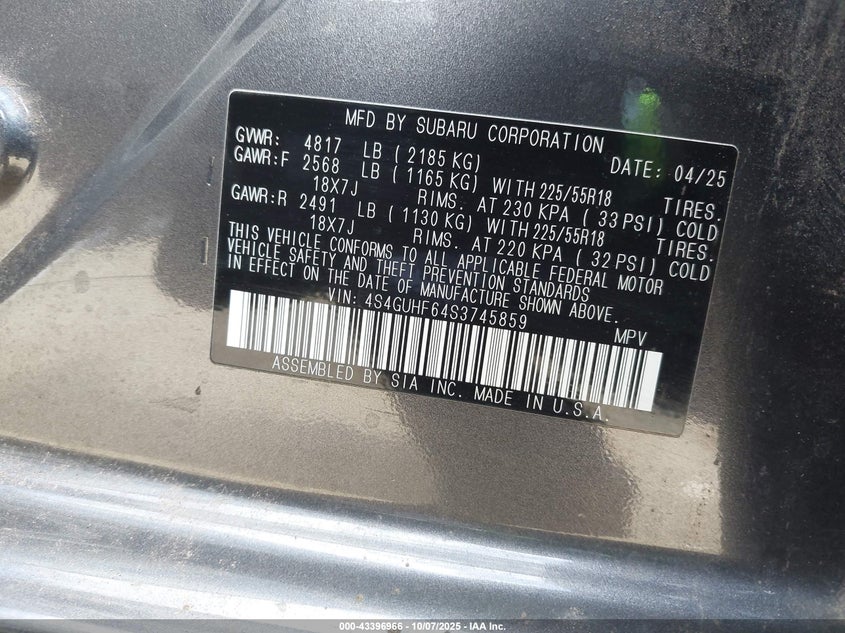 MFD BY SUBARU CORPORATION
GVWR: 4817 LB ( 2185 KG) DATE: 04/25
GAWR:F 2568 LB ( 1165 KG) WITH 225/55R18 TIRES.
18X7J RIMS. AT 230 KPA ( 33 PSI) COLD
GAWR:R 2491 LB ( 1130 KG) WITH 225/55R18 TIRES.
18X7J RIMS. AT 220 KPA ( 32 PSI) COLD
THIS VEHICLE CONFORMS TO ALL APPLICABLE FEDERAL MOTOR
VEHICLE SAFETY AND THEFT PREVENTION STANDARDS
IN EFFECT ON THE DATE OF MANUFACTURE SHOWN ABOVE.
VIN: 4S4GUHF64S3745859 MPV
ASSEMBLED BY SIA INC. MADE IN U.S.A.
000-43396966 - 10/07/2025 - IAA Inc.